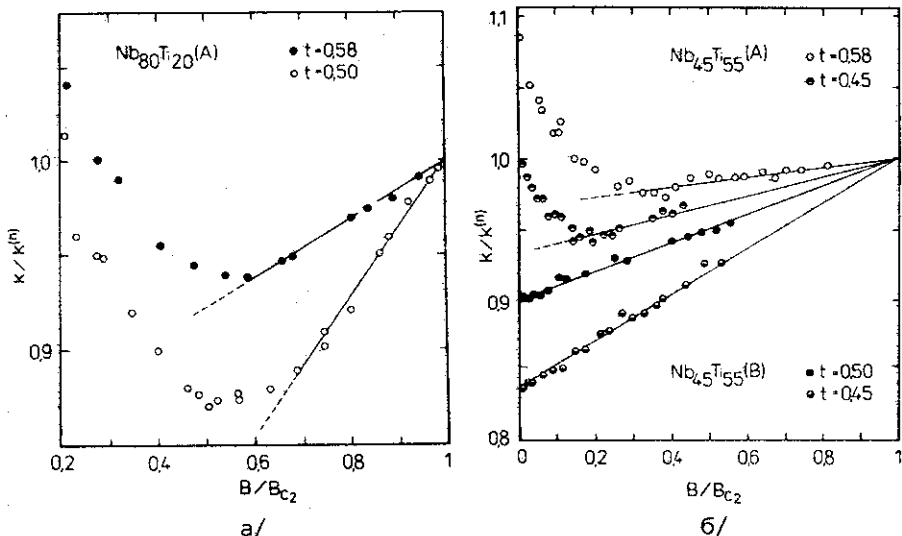 Nb80Ti20(A)
● t=0,58
○ t=0,50
1,0
0,9
0,2
0,4
0,6
0,8
1
K/K(n)
B/Bc2
а/
Nb45Ti55(A)
t=0,58
t=0,45
1,1
1,0
0,9
0,8
K/K(n)
Nb45Ti55(B)
t=0,50
t=0,45
0
0,2
0,4
0,6
0,8
1
B/Bc2
б/